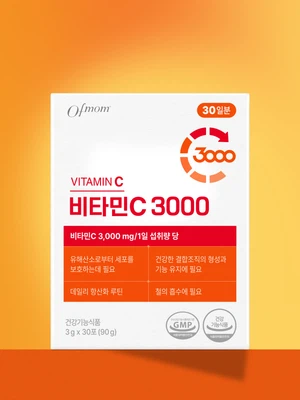 Ofmom
30일분
3000
VITAMIN C
비타민C 3000
비타민C 3,000 mg/1일 섭취량 당
유해산소로부터 세포를
보호하는데 필요
건강한 결합조직의 형성과
기능 유지에 필요
데일리 항산화 루틴
철의 흡수에 필요
건강기능식품
3 g x 30포 (90 g)
GMP
건강
기능식품